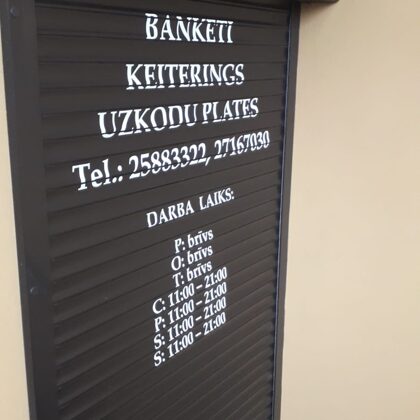 BANKETI
KEITERINGS
UZKODU PLATES
Tel.: 25883322, 27167030
DARBA LAIKS:
P: brīvs
O: brīvs
T: brīvs
C: 11:00 – 21:00
P: 11:00 – 21:00
S: 11:00 – 21:00
S: 11:00 – 21:00